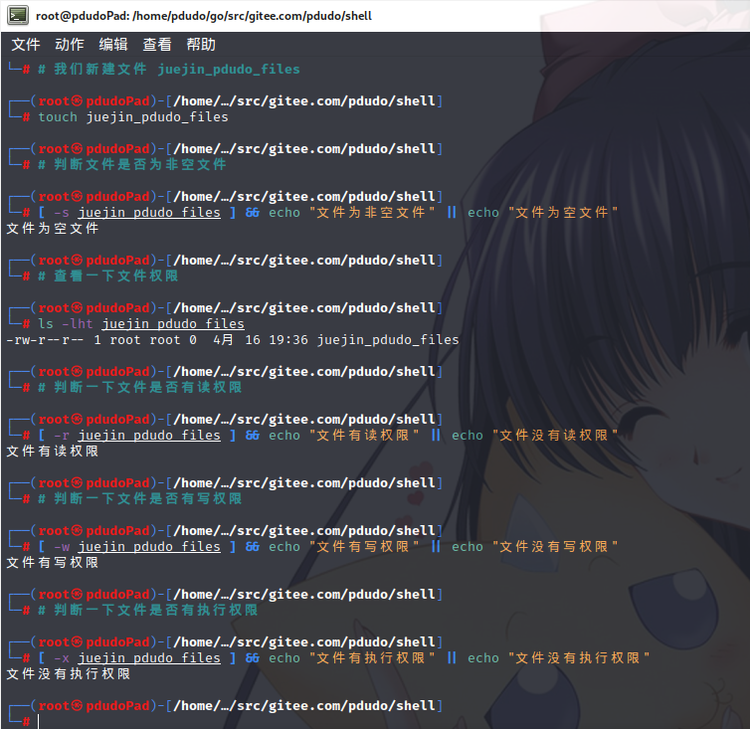 root@pdudoPad: /home/pdudo/go/src/gitee.com/pdudo/shell
文件 动作 编辑 查看 帮助
└─# # 我们新建文件 juejin_pdudo_files
┌──(root㉿pdudoPad)-[/home/…/src/gitee.com/pdudo/shell]
└─# touch juejin_pdudo_files
┌──(root㉿pdudoPad)-[/home/…/src/gitee.com/pdudo/shell]
└─# # 判断文件是否为非空文件
┌──(root㉿pdudoPad)-[/home/…/src/gitee.com/pdudo/shell]
└─# [ -s juejin_pdudo_files ] && echo "文件为非空文件" || echo "文件为空文件"
文件为空文件
┌──(root㉿pdudoPad)-[/home/…/src/gitee.com/pdudo/shell]
└─# # 查看一下文件权限
┌──(root㉿pdudoPad)-[/home/…/src/gitee.com/pdudo/shell]
└─# ls -lht juejin_pdudo_files
-rw-r--r-- 1 root root 0  4月 16 19:36 juejin_pdudo_files
┌──(root㉿pdudoPad)-[/home/…/src/gitee.com/pdudo/shell]
└─# # 判断一下文件是否有读权限
┌──(root㉿pdudoPad)-[/home/…/src/gitee.com/pdudo/shell]
└─# [ -r juejin_pdudo_files ] && echo "文件有读权限" || echo "文件没有读权限"
文件有读权限
┌──(root㉿pdudoPad)-[/home/…/src/gitee.com/pdudo/shell]
└─# # 判断一下文件是否有写权限
┌──(root㉿pdudoPad)-[/home/…/src/gitee.com/pdudo/shell]
└─# [ -w juejin_pdudo_files ] && echo "文件有写权限" || echo "文件没有写权限"
文件有写权限
┌──(root㉿pdudoPad)-[/home/…/src/gitee.com/pdudo/shell]
└─# # 判断一下文件是否有执行权限
┌──(root㉿pdudoPad)-[/home/…/src/gitee.com/pdudo/shell]
└─# [ -x juejin_pdudo_files ] && echo "文件有执行权限" || echo "文件没有执行权限"
文件没有执行权限
┌──(root㉿pdudoPad)-[/home/…/src/gitee.com/pdudo/shell]
└─#